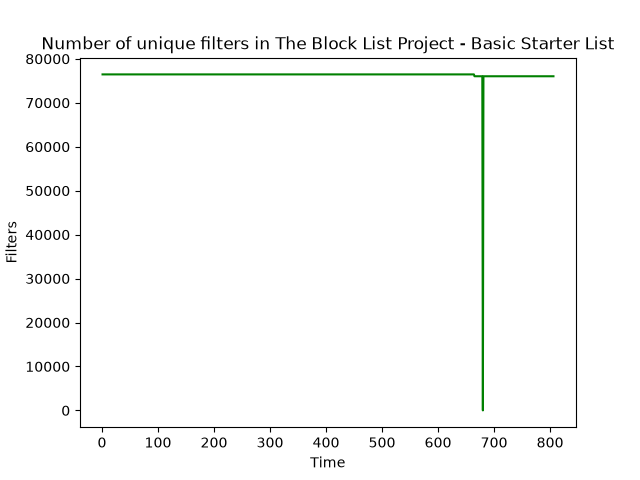 Number of unique filters in The Block List Project - Basic Starter List
80000
70000
60000
50000
40000
30000
20000
10000
0
Filters
0 100 200 300 400 500 600 700 800
Time